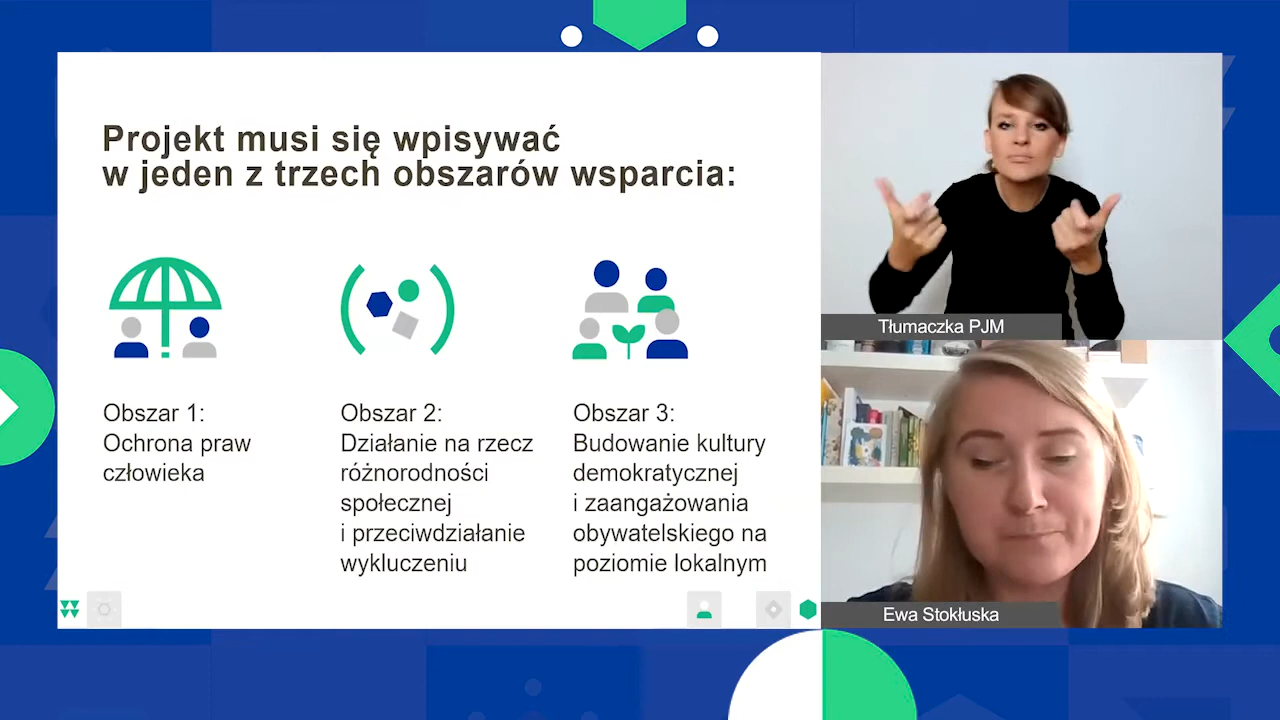 Projekt musi się wpisywać
w jeden z trzech obszarów wsparcia:
Obszar 1:
Ochrona praw
człowieka
Obszar 2:
Działanie na rzecz
różnorodności
społecznej
i przeciwdziałanie
wykluczeniu
Obszar 3:
Budowanie kultury
demokratycznej
i zaangażowania
obywatelskiego na
poziomie lokalnym
Tłumaczka PJM
Ewa Stokłuska